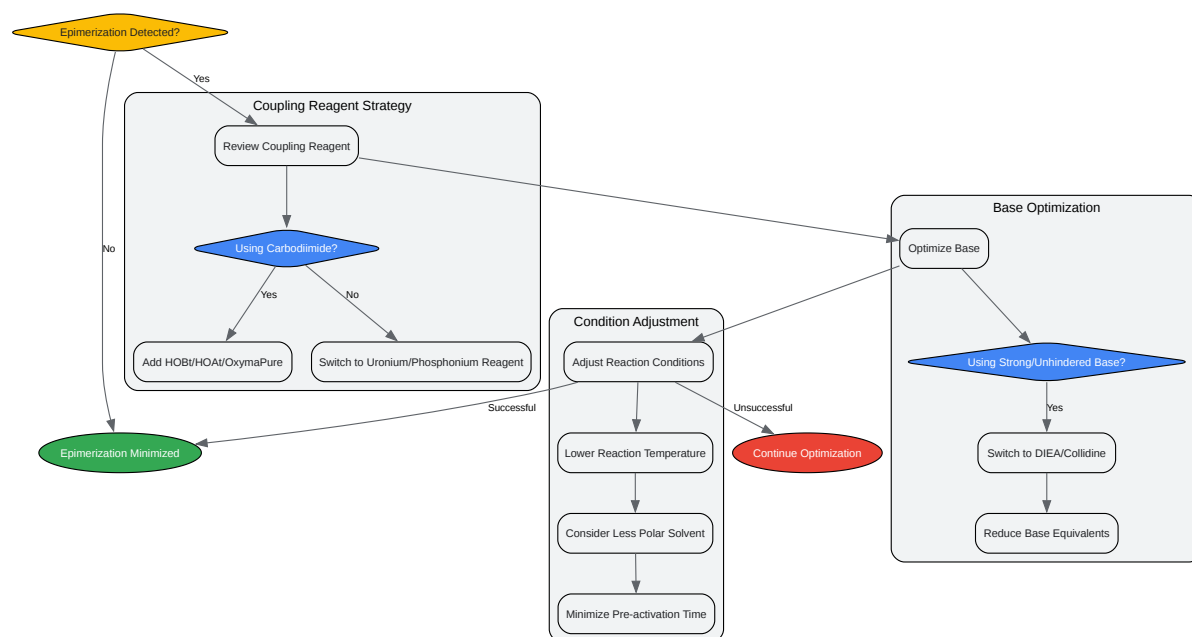 Epimerization Detected?
Yes
Coupling Reagent Strategy
Review Coupling Reagent
Base Optimization
No
Using Carbodiimide?
Optimize Base
Yes
No
Condition Adjustment
Add HOBt/HOAt/OxymaPure
Switch to Uronium/Phosphonium Reagent
Adjust Reaction Conditions
Using Strong/Unhindered Base?
Successful
Unsuccessful
Yes
Epimerization Minimized
Lower Reaction Temperature
Continue Optimization
Switch to DIEA/Collidine
Consider Less Polar Solvent
Reduce Base Equivalents
Minimize Pre-activation Time